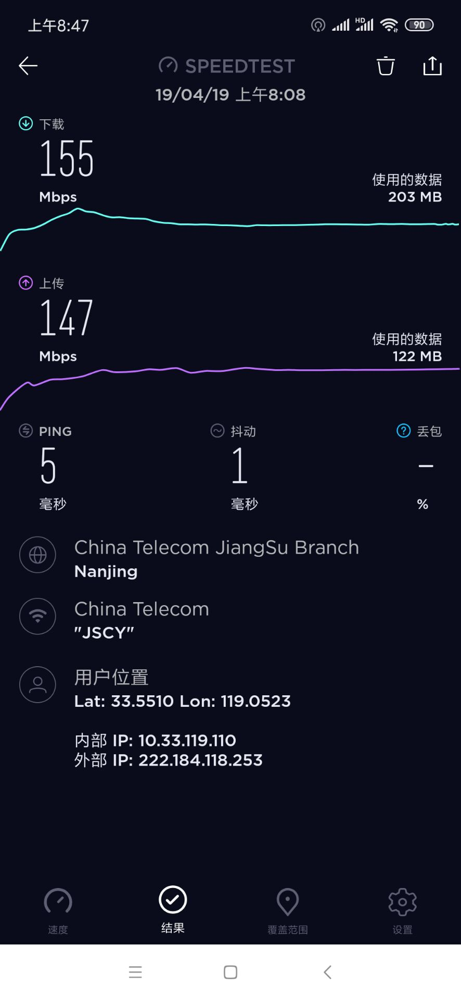 上午8:47
HD
90
SPEEDTEST
19/04/19 上午8:08
下载
155
Mbps
使用的数据
203 MB
上传
147
Mbps
使用的数据
122 MB
PING
5
毫秒
抖动
1
毫秒
丢包
–
%
China Telecom JiangSu Branch
Nanjing
China Telecom
"JSCY"
用户位置
Lat: 33.5510 Lon: 119.0523
内部 IP: 10.33.119.110
外部 IP: 222.184.118.253
速度
结果
覆盖范围
设置